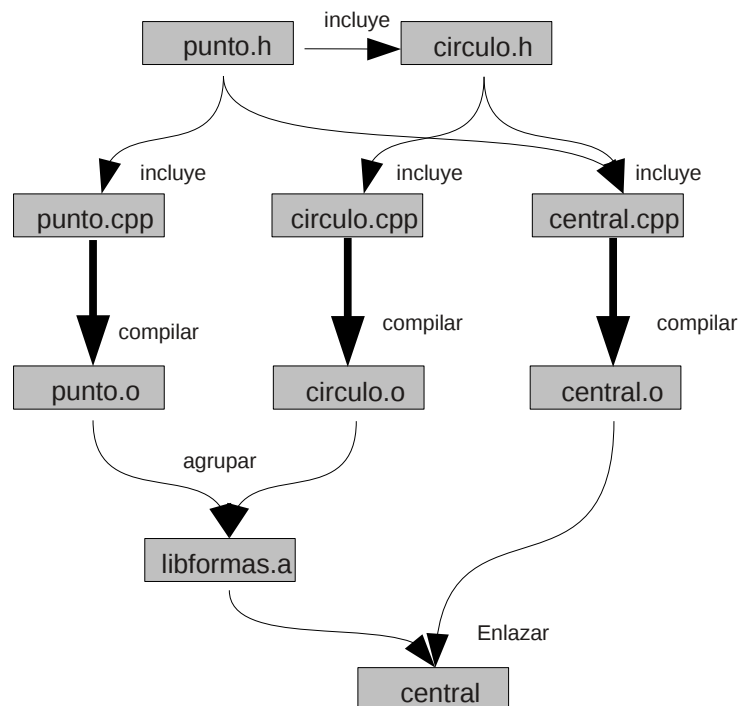 incluye
punto.h
circulo.h
incluye
incluye
incluye
punto.cpp
circulo.cpp
central.cpp
compilar
compilar
compilar
punto.o
circulo.o
central.o
agrupar
libformas.a
Enlazar
central